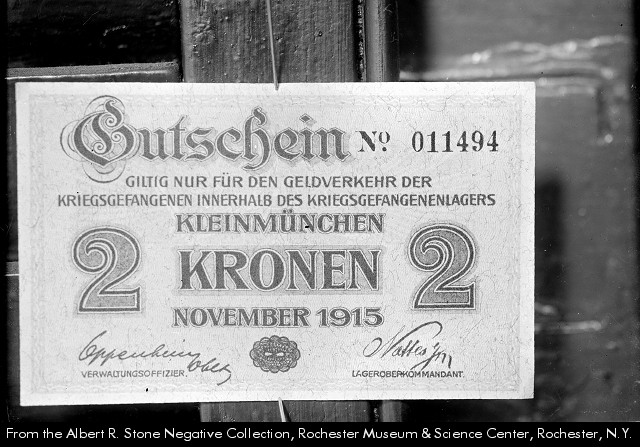 Gutschein Nº 011494
GILTIG NUR FÜR DEN GELDVERKEHR DER
KRIEGSGEFANGENEN INNERHALB DES KRIEGSGEFANGENENLAGERS
KLEINMÜNCHEN
2 KRONEN 2
NOVEMBER 1915
Oppenheim
VERWALTUNGSOFFIZIER.
LAGEROBERKOMMANDANT.
From the Albert R. Stone Negative Collection, Rochester Museum & Science Center, Rochester, N.Y.